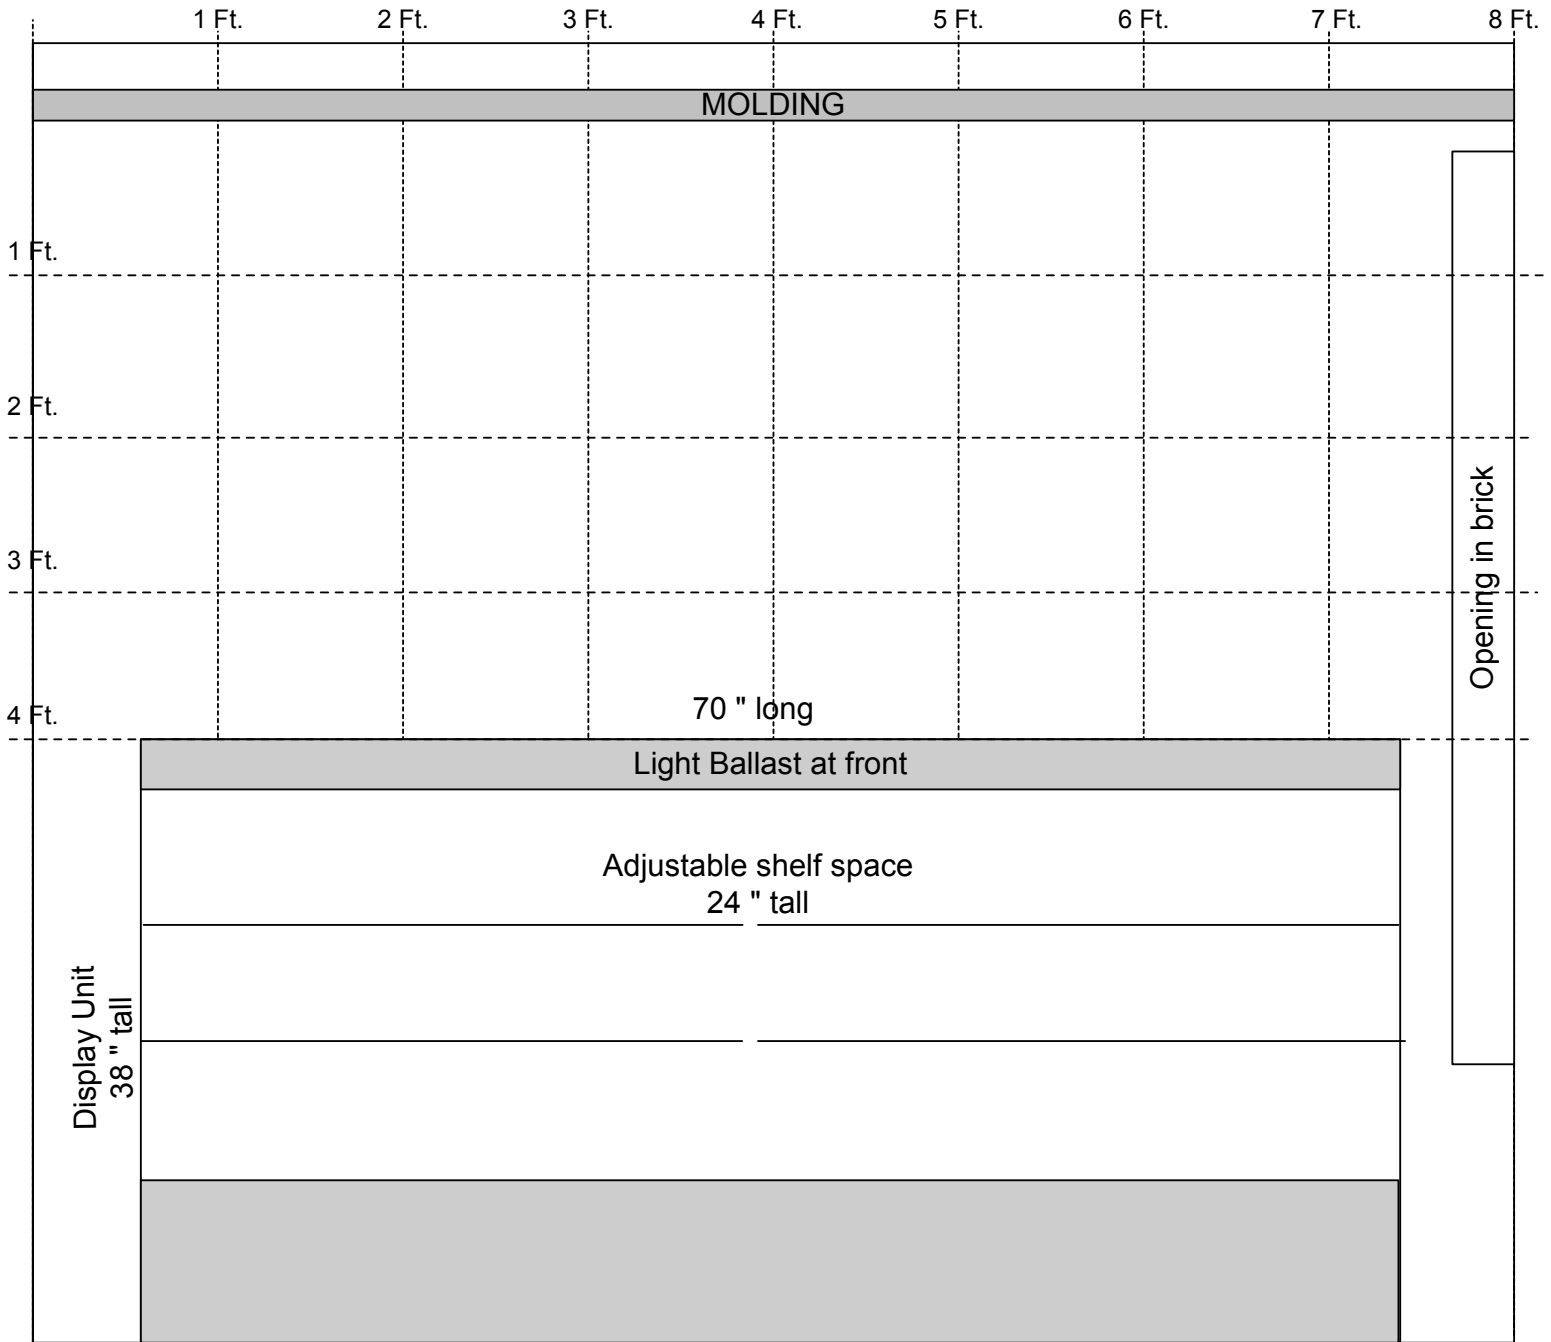 1 Ft. 2 Ft. 3 Ft. 4 Ft. 5 Ft. 6 Ft. 7 Ft. 8 Ft.
MOLDING
1 Ft.
2 Ft.
3 Ft.
Opening in brick
4 Ft.
70 " long
Light Ballast at front
Adjustable shelf space
24 " tall
Display Unit
38 " tall